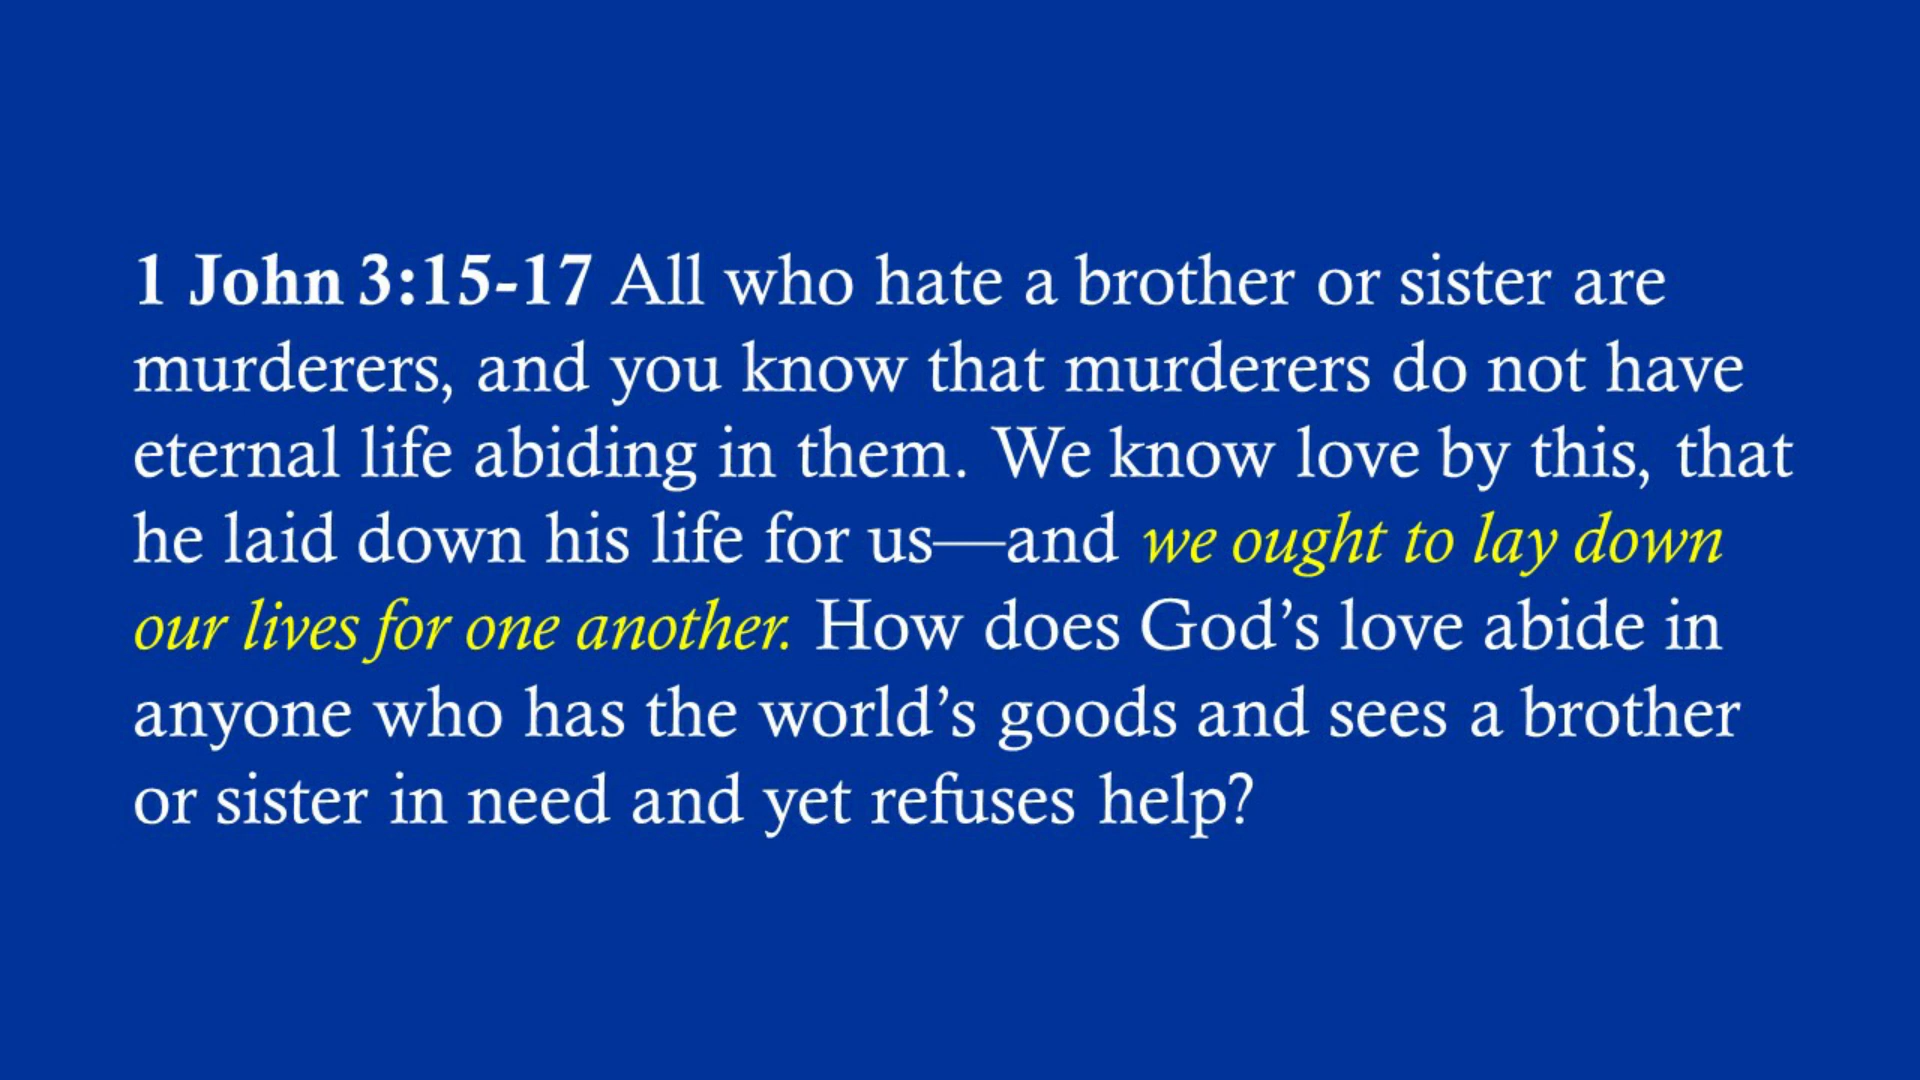 1 John 3:15-17 All who hate a brother or sister are
murderers, and you know that murderers do not have
eternal life abiding in them. We know love by this, that
he laid down his life for us—and we ought to lay down
our lives for one another. How does God’s love abide in
anyone who has the world’s goods and sees a brother
or sister in need and yet refuses help?